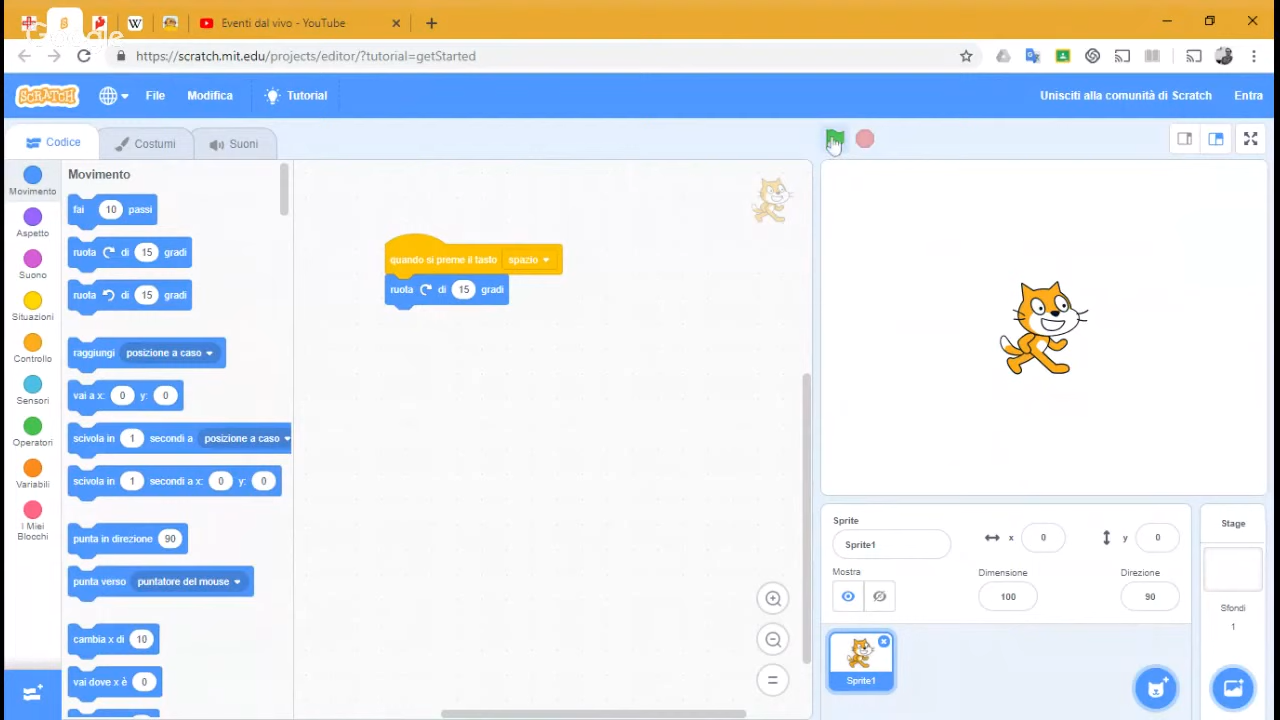 Eventi dal vivo - YouTube
Google
https://scratch.mit.edu/projects/editor/?tutorial=getStarted
SCRATCH
File
Modifica
Tutorial
Unisciti alla comunità di Scratch
Entra
Codice
Costumi
Suoni
Movimento
Aspetto
Suono
Situazioni
Controllo
Sensori
Operatori
Variabili
I Miei
Blocchi
Movimento
fai 10 passi
ruota di 15 gradi
ruota di 15 gradi
raggiungi posizione a caso
vai a x: 0 y: 0
scivola in 1 secondi a posizione a caso
scivola in 1 secondi a x: 0 y: 0
punta in direzione 90
punta verso puntatore del mouse
cambia x di 10
vai dove x è 0
quando si preme il tasto spazio
ruota di 15 gradi
Sprite
Sprite1
x 0
y 0
Mostra
Dimensione
100
Direzione
90
Sprite1
Stage
Sfondi
1